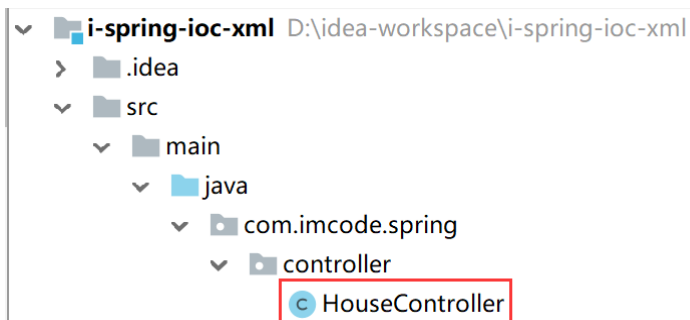 i-spring-ioc-xml D:\idea-workspace\i-spring-ioc-xml
.idea
src
main
java
com.imcode.spring
controller
C HouseController